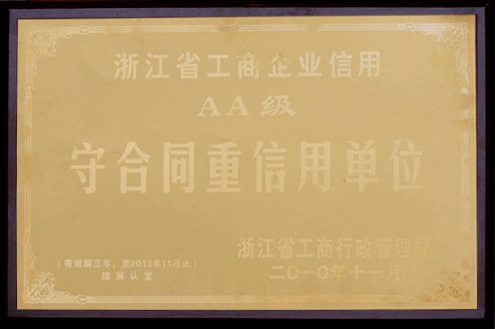 浙江省工商企业信用
AA级
守合同重信用单位
(有效期三年、至2013年11月止)
续展认定
浙江省工商行政管理局
二〇一〇年十一月